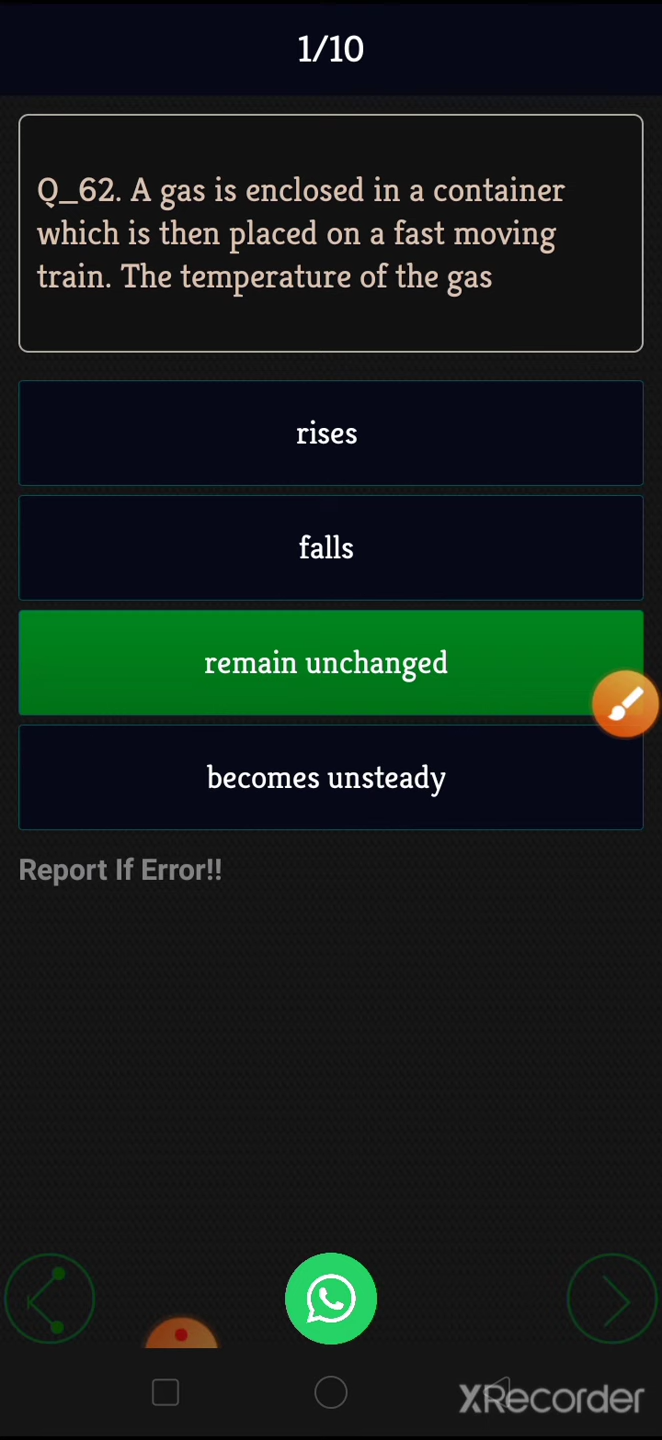 1/10
Q_62. A gas is enclosed in a container
which is then placed on a fast moving
train. The temperature of the gas
rises
falls
remain unchanged
becomes unsteady
Report If Error!!
XRecorder